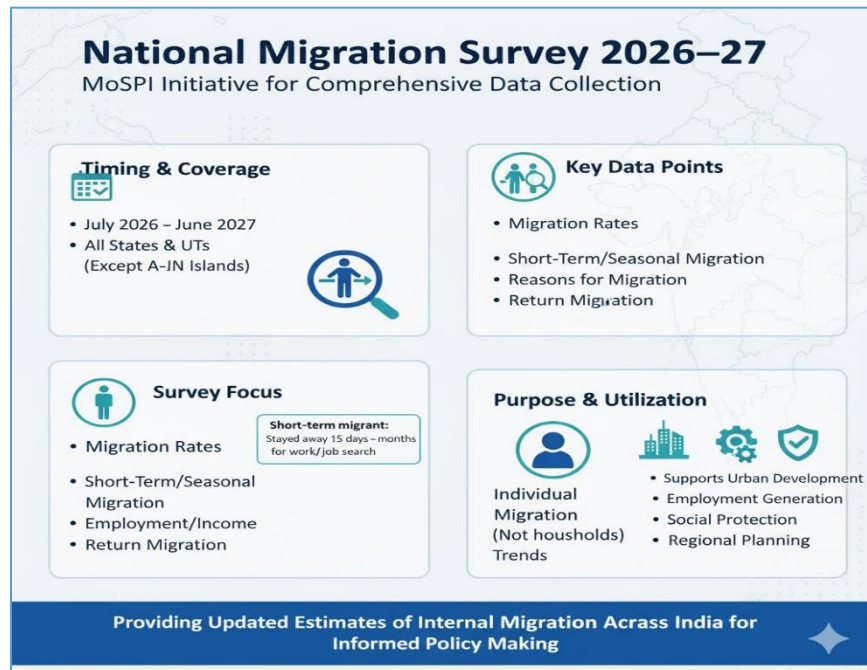 National Migration Survey 2026–27
MoSPI Initiative for Comprehensive Data Collection
Timing & Coverage
• July 2026 – June 2027
• All States & UTs
(Except A-JN Islands)
Key Data Points
• Migration Rates
• Short-Term/Seasonal Migration
• Reasons for Migration
• Return Migration
Survey Focus
Short-term migrant:
Stayed away 15 days – months
for work/job search
• Migration Rates
• Short-Term/Seasonal
Migration
• Employment/Income
• Return Migration
Purpose & Utilization
Individual
Migration
(Not housholds)
Trends
• Supports Urban Development
• Employment Generation
• Social Protection
• Regional Planning
Providing Updated Estimates of Internal Migration Acrass India for
Informed Policy Making